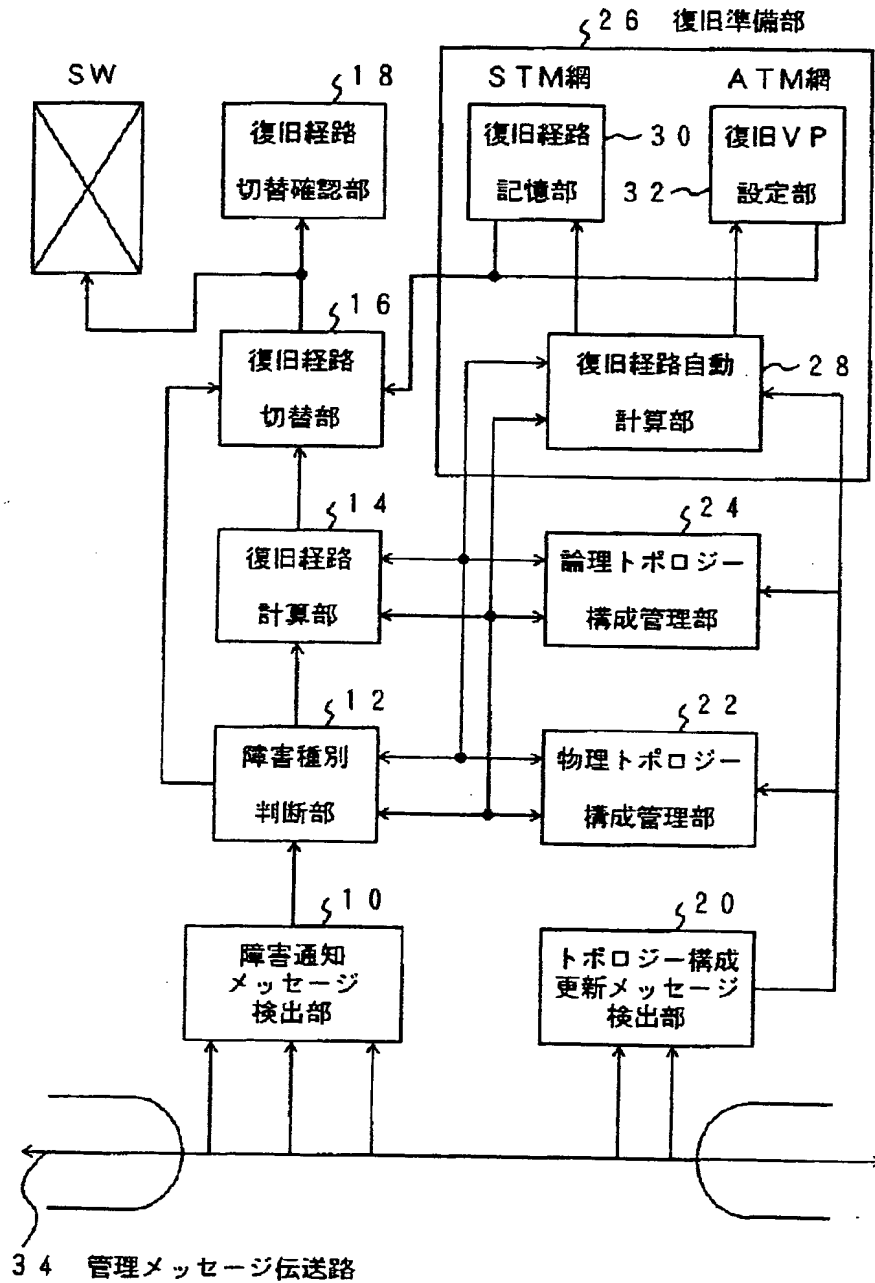 26 復旧準備部
SW
18
STM網
ATM網
復旧経路
切替確認部
復旧経路
記憶部
30
復旧VP
設定部
32
16
復旧経路
切替部
復旧経路自動
計算部
28
14
復旧経路
計算部
24
論理トポロジー
構成管理部
12
障害種別
判断部
22
物理トポロジー
構成管理部
10
障害通知
メッセージ
検出部
20
トポロジー構成
更新メッセージ
検出部
34 管理メッセージ伝送路